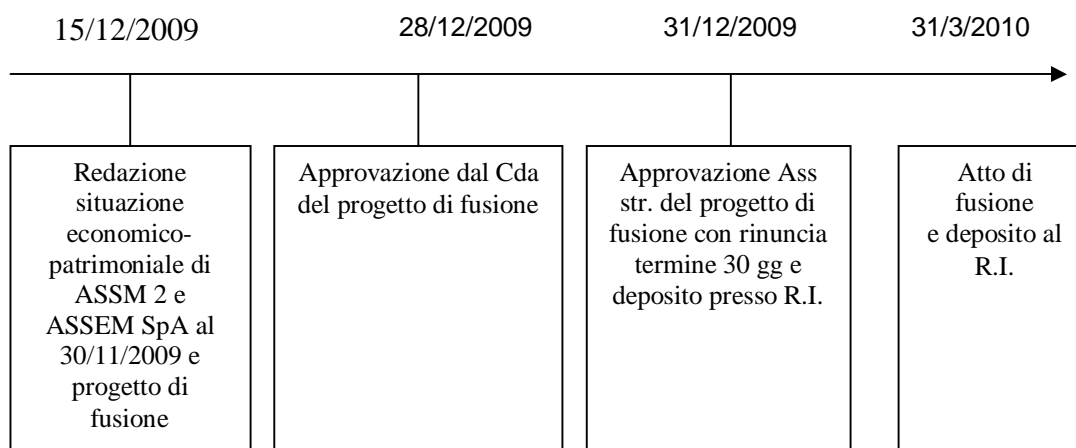 15/12/2009
28/12/2009
31/12/2009
31/3/2010
Redazione
situazione
economico-
patrimoniale di
ASSM 2 e
ASSEM SpA al
30/11/2009 e
progetto di
fusione
Approvazione dal Cda
del progetto di fusione
Approvazione Ass
str. del progetto di
fusione con rinuncia
termine 30 gg e
deposito presso R.I.
Atto di
fusione
e deposito al
R.I.